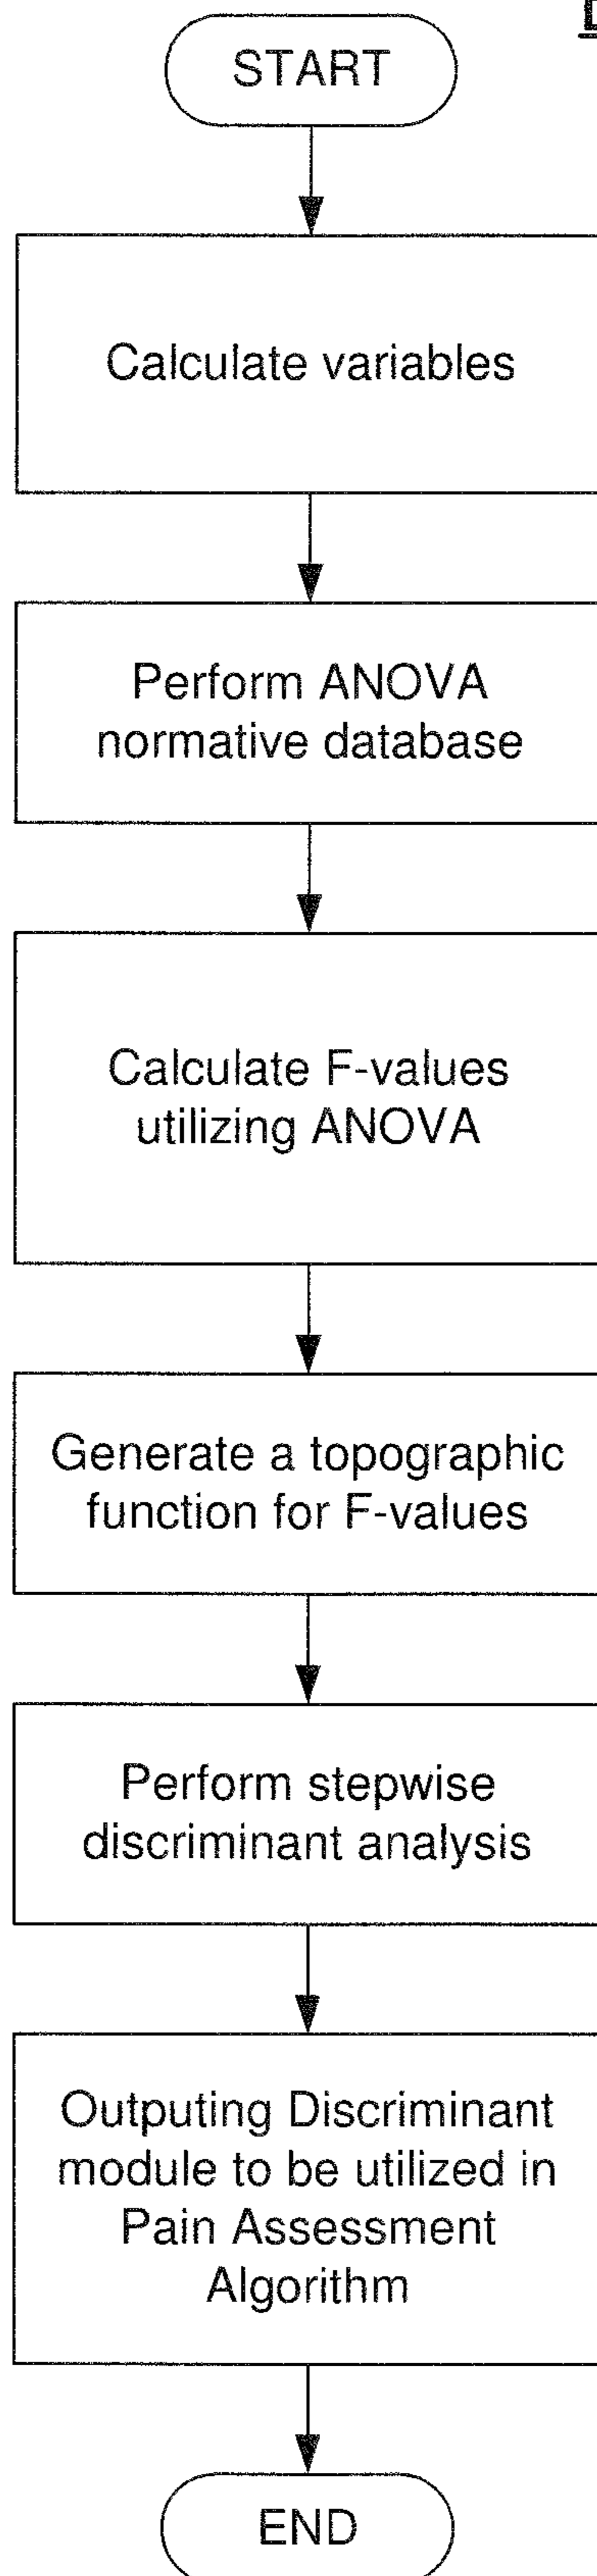 START
Calculate variables
Perform ANOVA
normative database
Calculate F-values
utilizing ANOVA
Generate a topographic
function for F-values
Perform stepwise
discriminant analysis
Outputing Discriminant
module to be utilized in
Pain Assessment
Algorithm
END